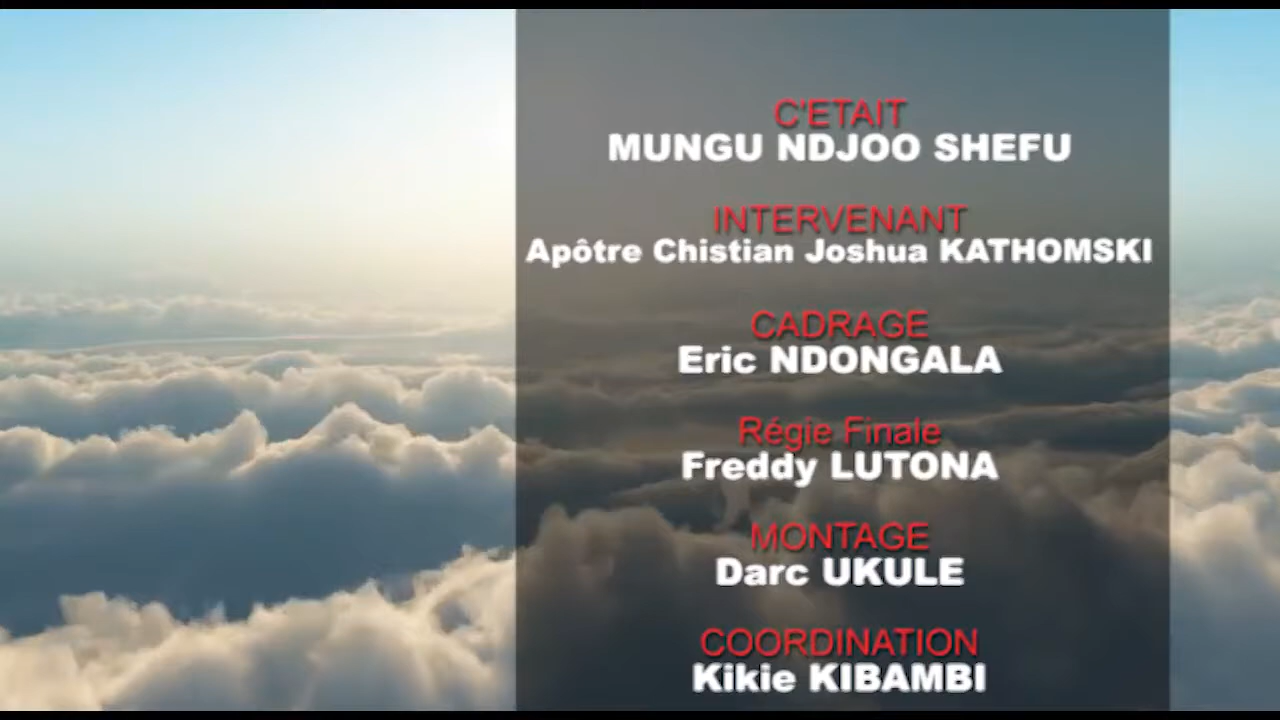 C'ETAIT
MUNGU NDJOO SHEFU
INTERVENANT
Apôtre Chistian Joshua KATHOMSKI
CADRAGE
Eric NDONGALA
Régie Finale
Freddy LUTONA
MONTAGE
Darc UKULE
COORDINATION
Kikie KIBAMBI